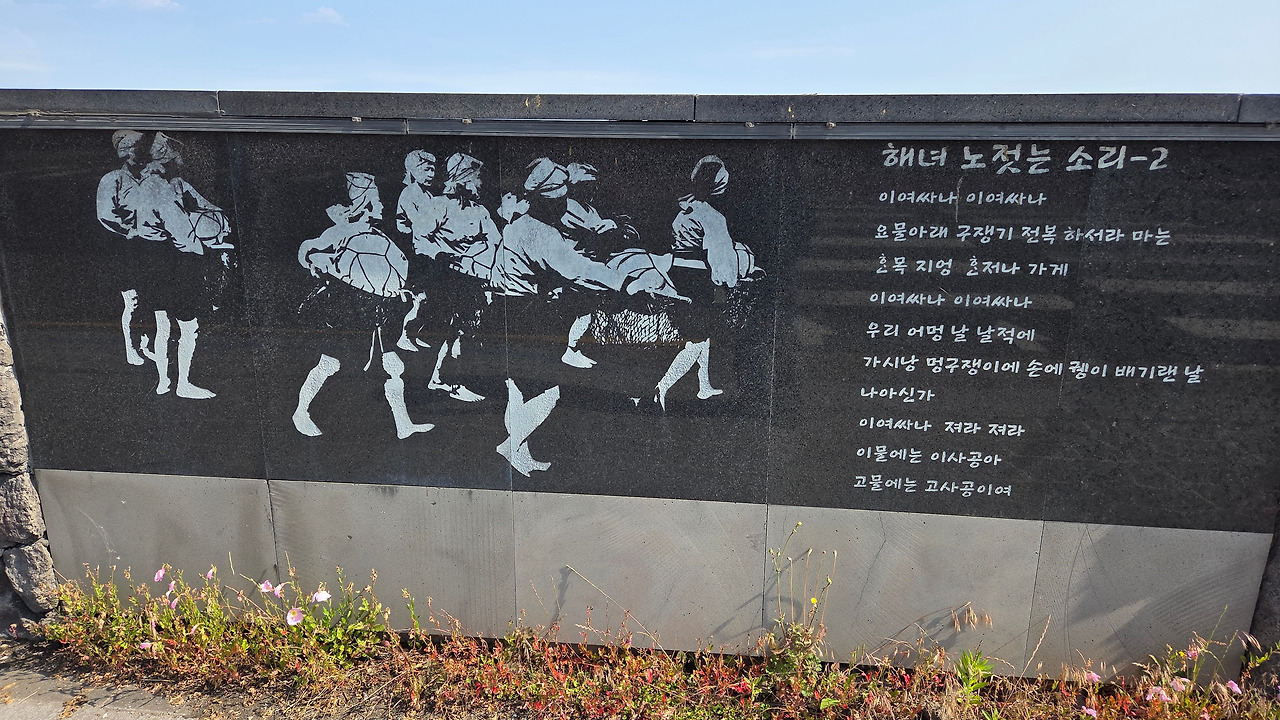 해녀 노젓는 소리-2
이여싸나 이여싸나
요물아래 구쟁기 전복 하서라 마는
혼목 지엉 혼저나 가게
이여싸나 이여싸나
우리 어멍 날 날적에
가시낭 멍구쟁이에 손에 궹이 배기랜 날
나아신가
이여싸나 져라 져라
이물에는 이사공아
고물에는 고사공이여